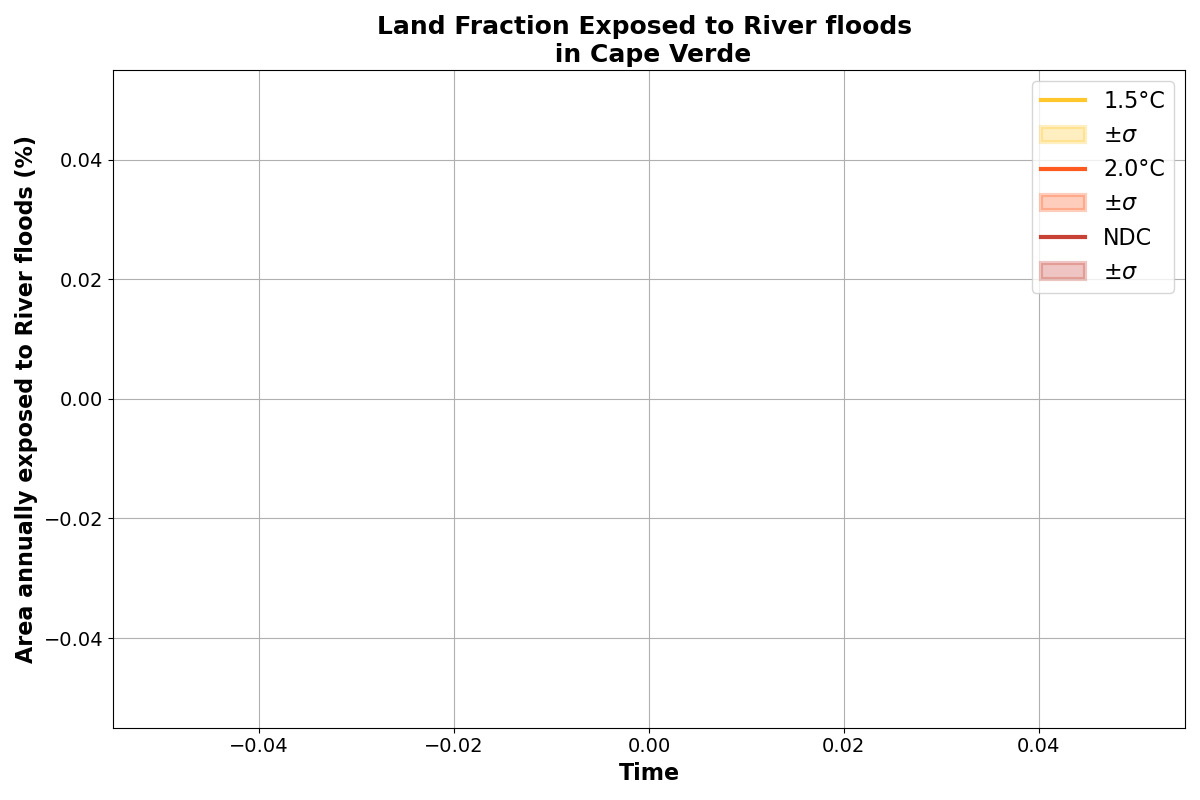 Land Fraction Exposed to River floods
in Cape Verde
Area annually exposed to River floods (%)
0.04
0.02
0.00
−0.02
−0.04
1.5°C
±σ
2.0°C
±σ
NDC
±σ
−0.04 −0.02 0.00 0.02 0.04
Time